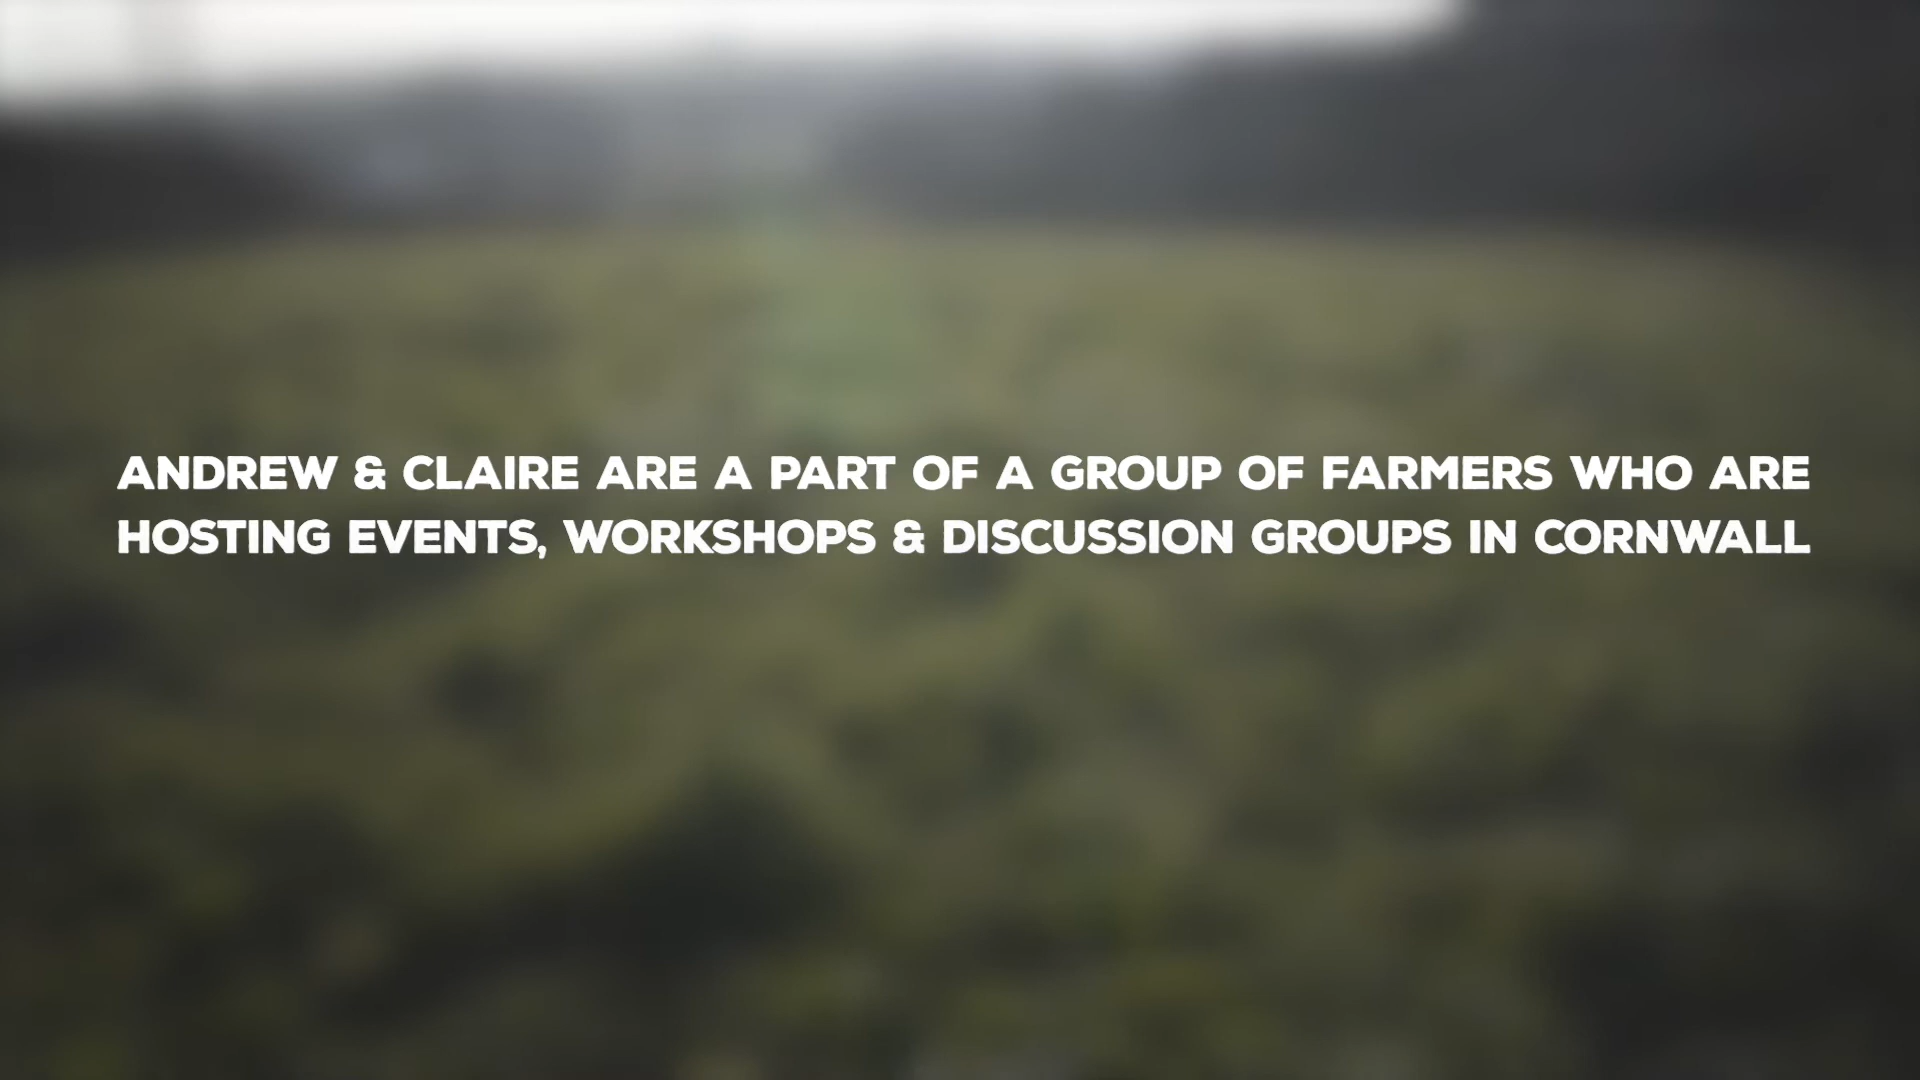 ANDREW & CLAIRE ARE A PART OF A GROUP OF FARMERS WHO ARE
HOSTING EVENTS, WORKSHOPS & DISCUSSION GROUPS IN CORNWALL